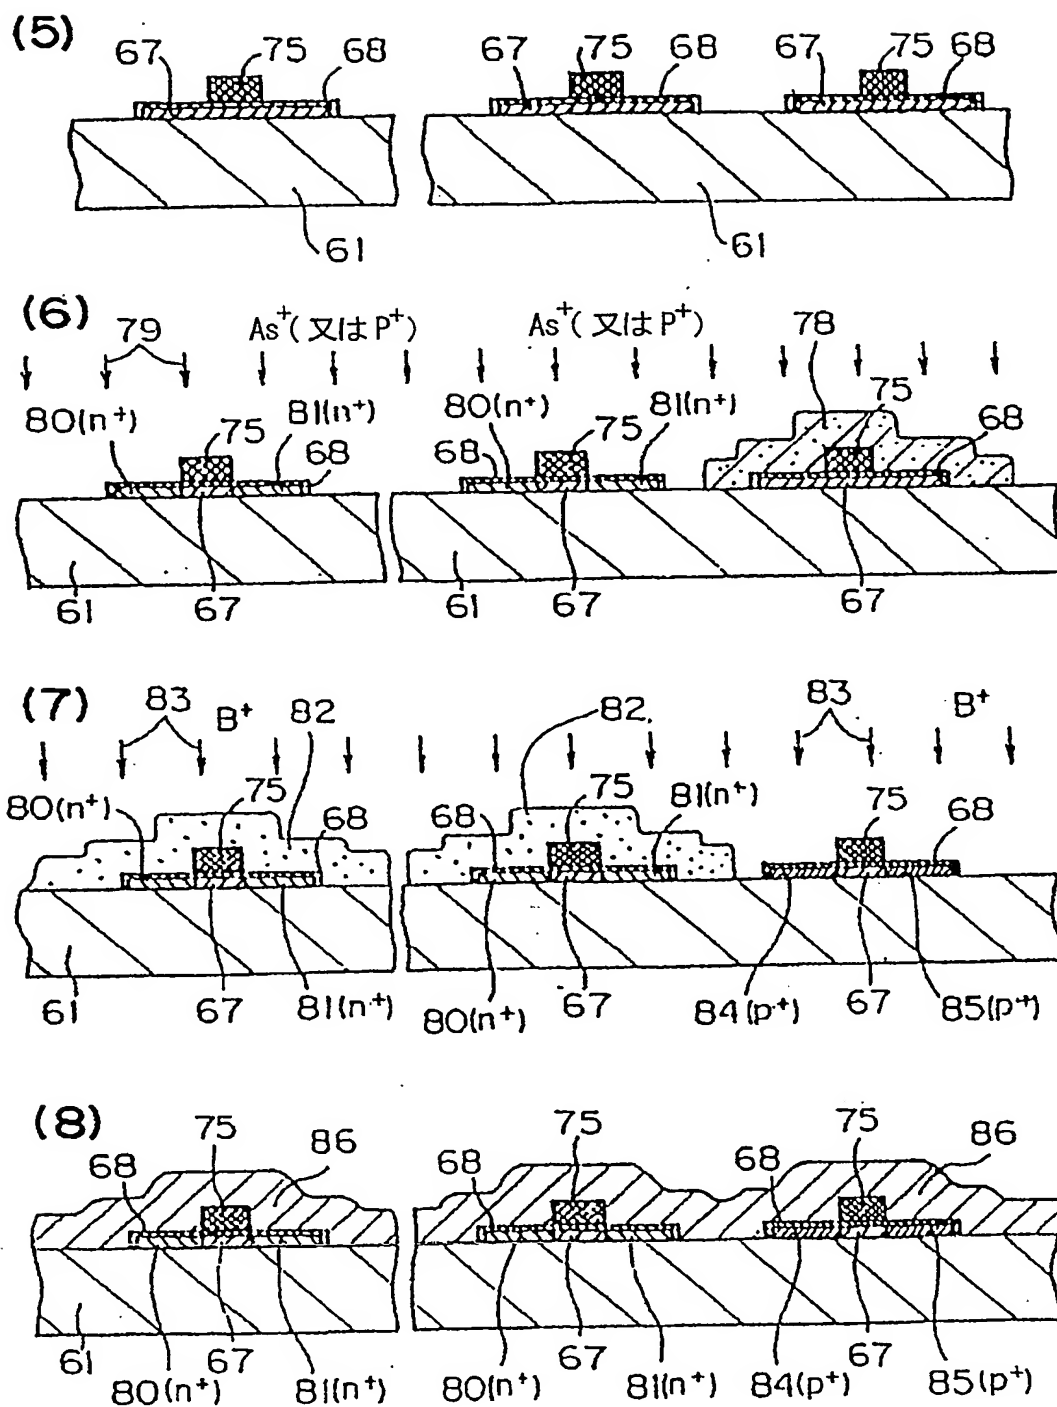 (5)
67 75 68 67 75 68 67 75 68
61 61
(6)
79 As⁺(又はP⁺) As⁺(又はP⁺) 78
80(n⁺) 75 81(n⁺) 68 80(n⁺) 68 75 81(n⁺) 75 68
61 67 61 67 67
(7)
83 B⁺ 82 82 83 B⁺
80(n⁺) 75 68 68 75 81(n⁺) 75 68
61 67 81(n⁺) 80(n⁺) 67 84(p⁺) 67 85(p⁺)
(8)
68 75 86 68 75 68 75 86
61 80(n⁺) 67 81(n⁺) 80(n⁺) 67 81(n⁺) 84(p⁺) 67 85(p⁺)